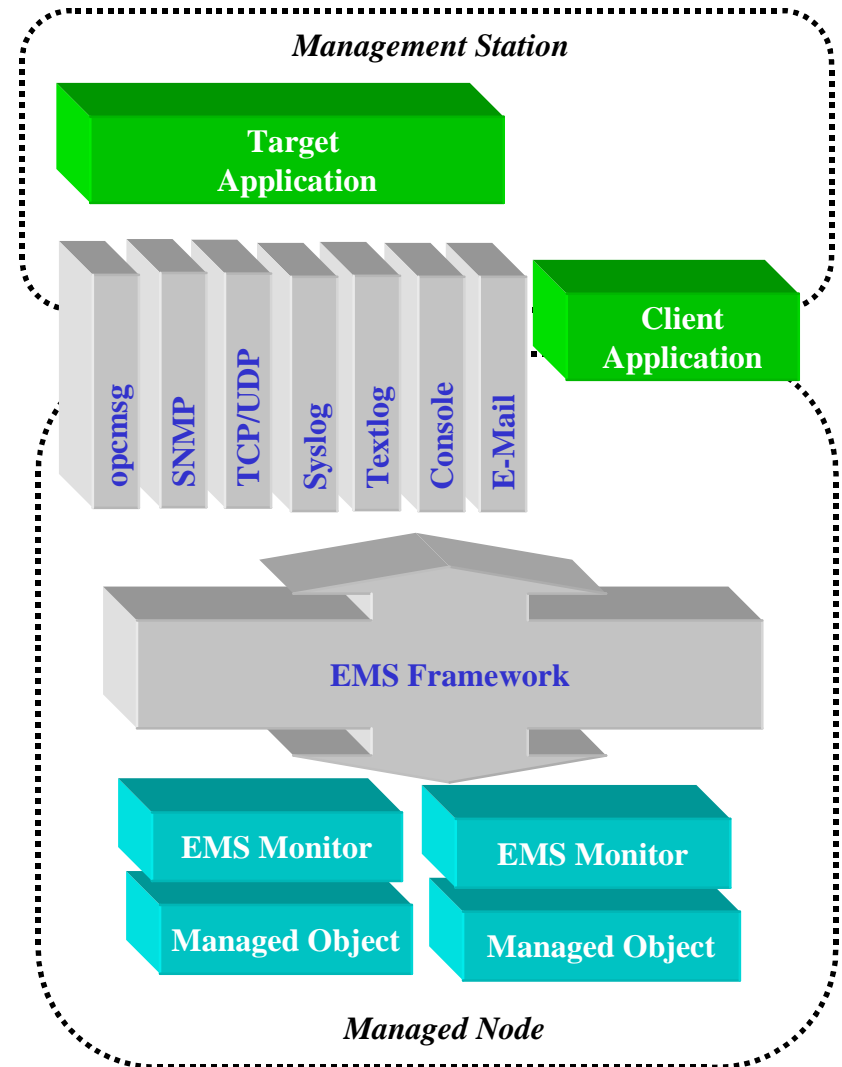 Management Station
Target
Application
Client
Application
opcmsg
SNMP
TCP/UDP
Syslog
Textlog
Console
E-Mail
EMS Framework
EMS Monitor
EMS Monitor
Managed Object
Managed Object
Managed Node